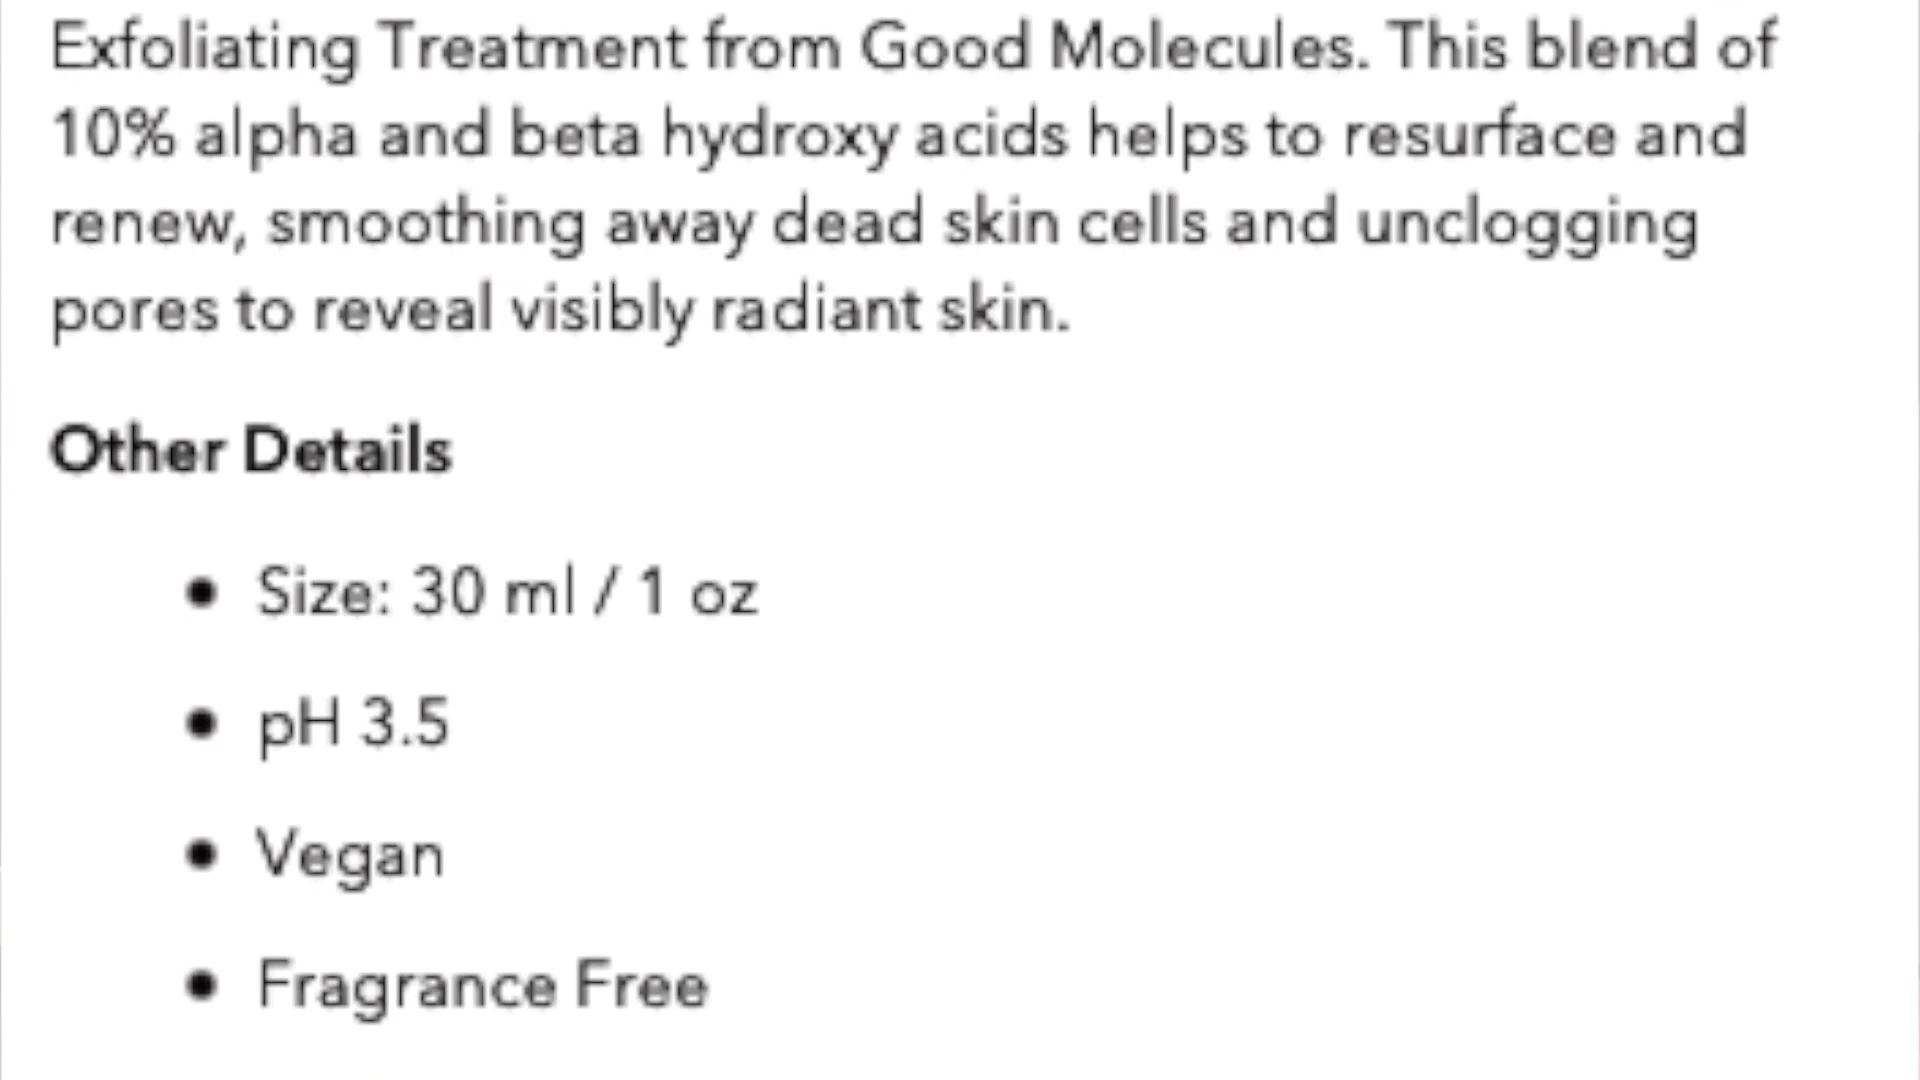 Exfoliating Treatment from Good Molecules. This blend of
10% alpha and beta hydroxy acids helps to resurface and
renew, smoothing away dead skin cells and unclogging
pores to reveal visibly radiant skin.
Other Details
• Size: 30 ml / 1 oz
• pH 3.5
• Vegan
• Fragrance Free